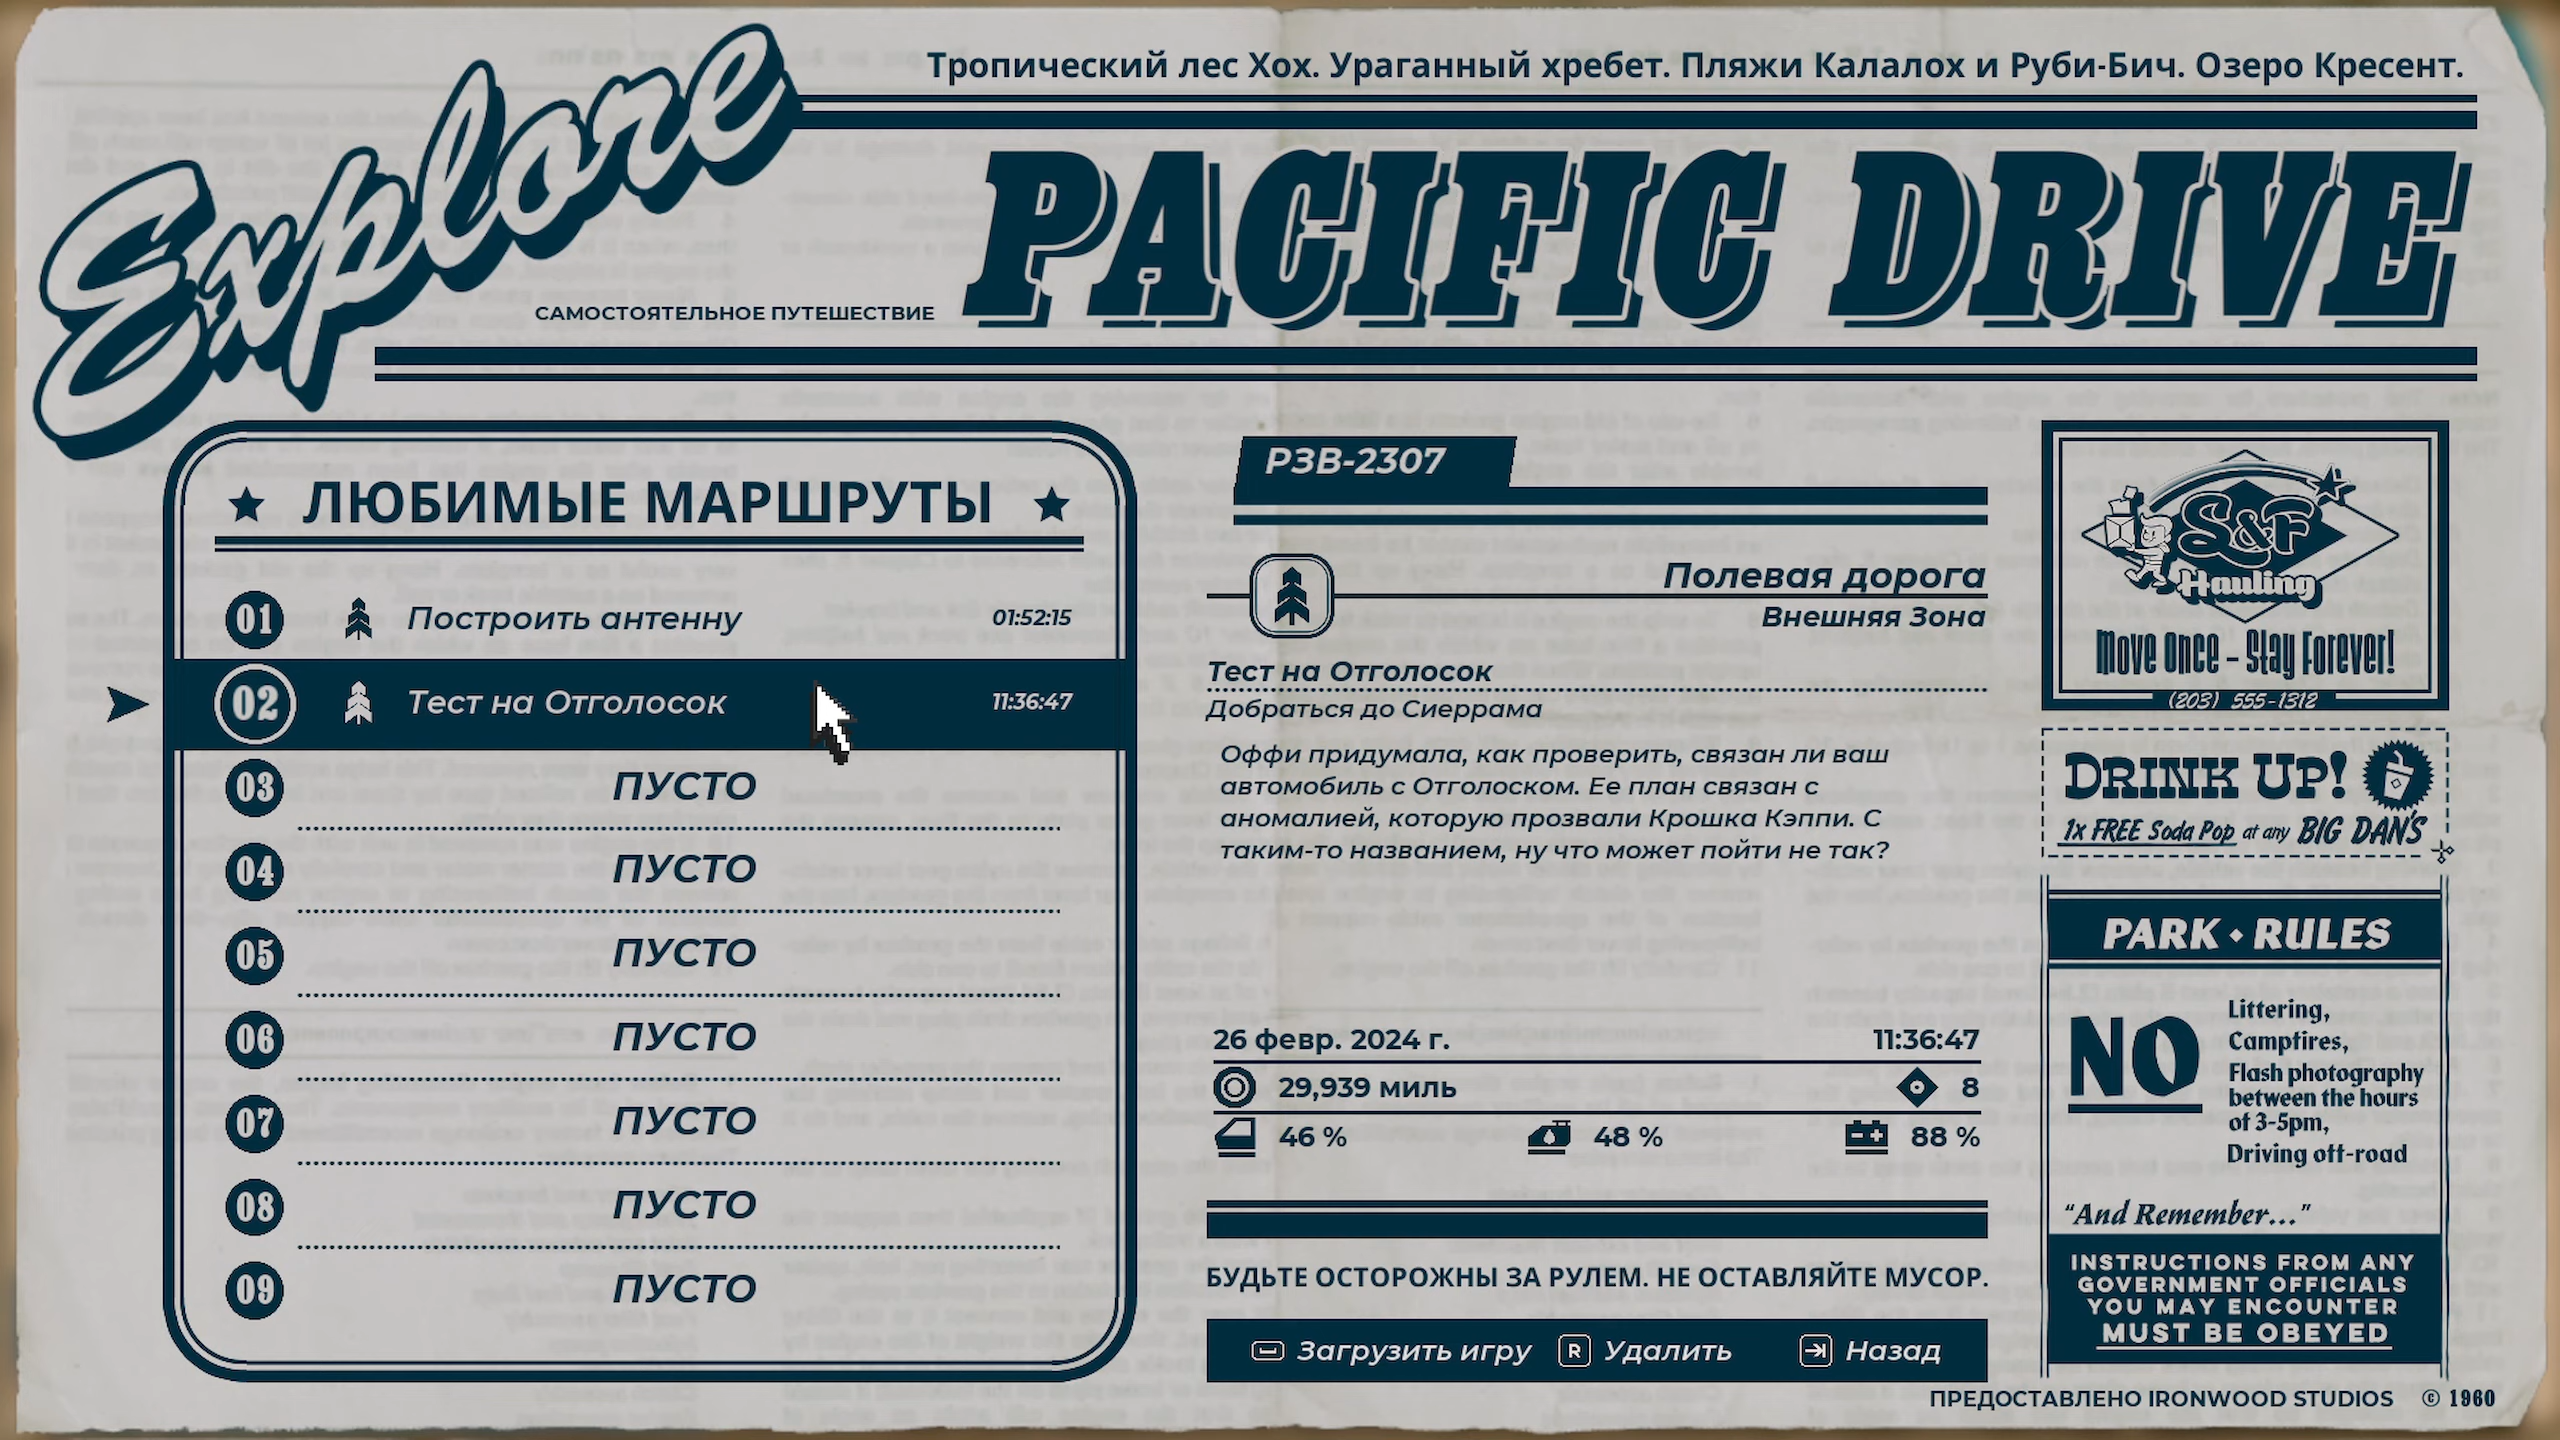 Explore
Тропический лес Хох. Ураганный хребет. Пляжи Калалох и Руби-Бич. Озеро Кресент.
PACIFIC DRIVE
САМОСТОЯТЕЛЬНОЕ ПУТЕШЕСТВИЕ
ЛЮБИМЫЕ МАРШРУТЫ
01 Построить антенну 01:52:15
02 Тест на Отголосок 11:36:47
03 ПУСТО
04 ПУСТО
05 ПУСТО
06 ПУСТО
07 ПУСТО
08 ПУСТО
09 ПУСТО
РЗВ-2307
Полевая дорога
Внешняя Зона
Тест на Отголосок
Добраться до Сиеррама
Оффи придумала, как проверить, связан ли ваш
автомобиль с Отголоском. Ее план связан с
аномалией, которую прозвали Крошка Кэппи. С
таким-то названием, ну что может пойти не так?
26 февр. 2024 г. 11:36:47
29,939 миль 8
46 % 48 % 88 %
БУДЬТЕ ОСТОРОЖНЫ ЗА РУЛЕМ. НЕ ОСТАВЛЯЙТЕ МУСОР.
Загрузить игру R Удалить Назад
S&F
Hauling
Move Once - Stay Forever!
(203) 555-1312
DRINK UP!
1x FREE Soda Pop at any BIG DAN'S
PARK • RULES
NO
Littering,
Campfires,
Flash photography
between the hours
of 3-5pm,
Driving off-road
"And Remember..."
INSTRUCTIONS FROM ANY
GOVERNMENT OFFICIALS
YOU MAY ENCOUNTER
MUST BE OBEYED
ПРЕДОСТАВЛЕНО IRONWOOD STUDIOS © 1960